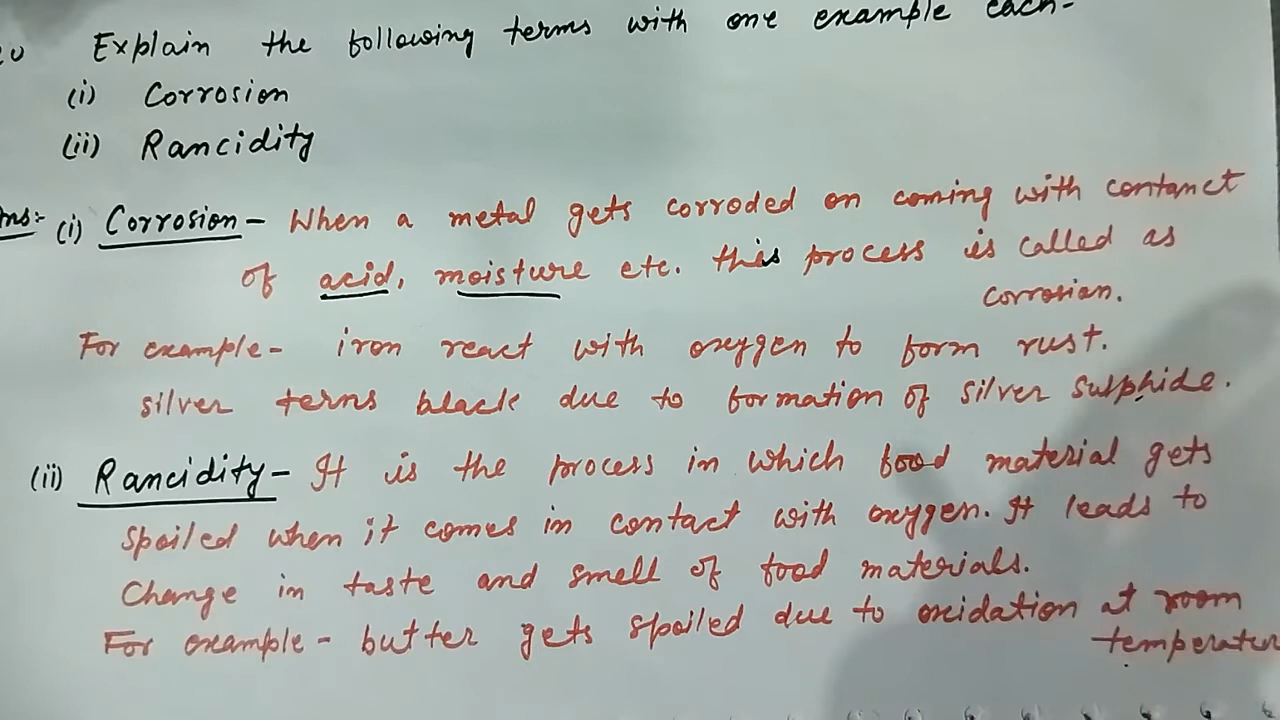 Explain the following terms with one example each-
(i) Corrosion
(ii) Rancidity
Ans:- (i) Corrosion - When a metal gets corroded on coming with contanct
of acid, moisture etc. this process is called as
corrosion.
For example - iron react with oxygen to form rust.
silver terns black due to formation of silver sulphide.
(ii) Rancidity - It is the process in which food material gets
spoiled when it comes in contact with oxygen. It leads to
Change in taste and smell of food materials.
For example - butter gets spoiled due to oxidation at room
temperatur